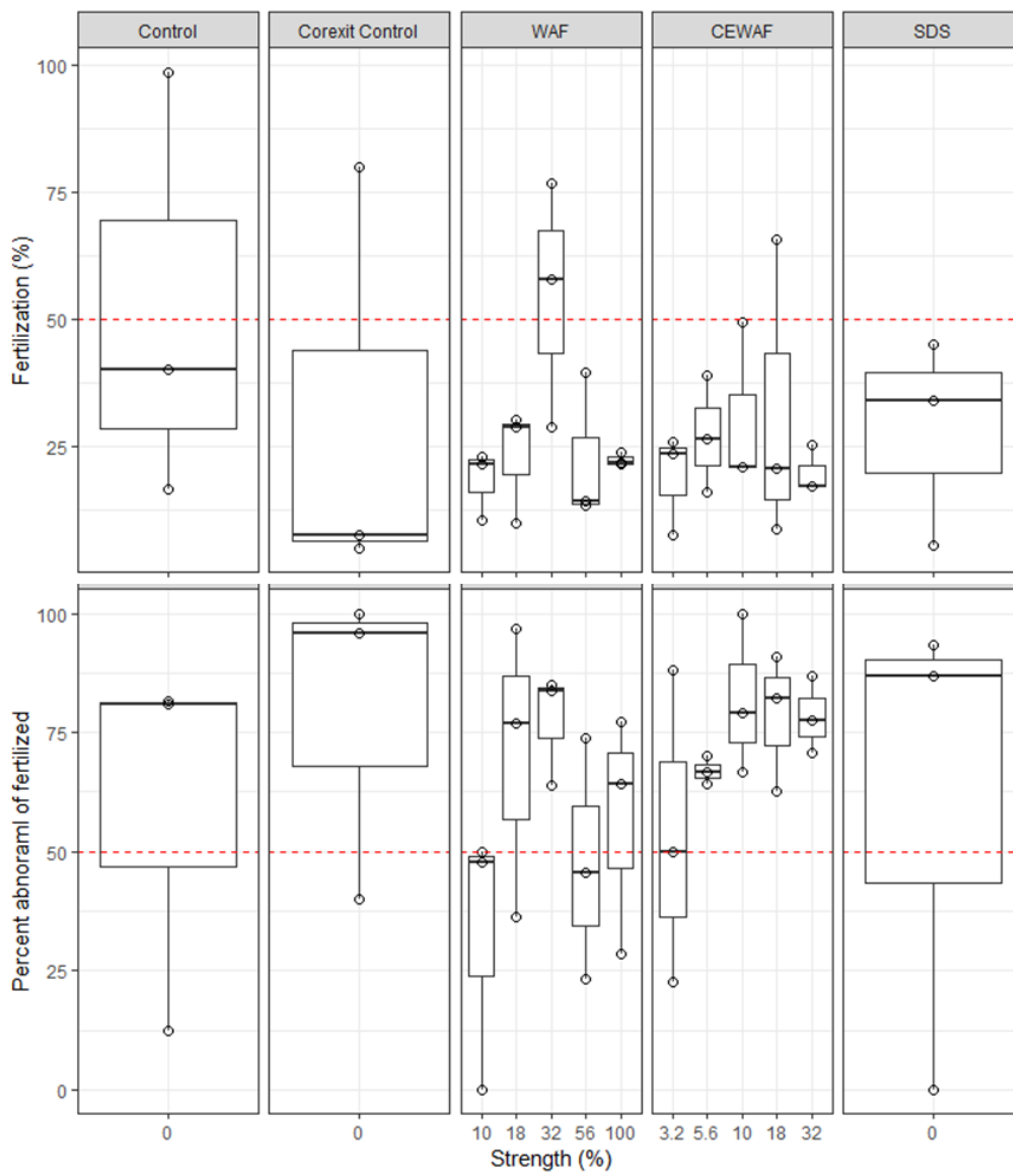 Control Corexit Control WAF CEWAF SDS
100
75
50
25
Fertilization (%)
100
75
50
25
0
Percent abnoraml of fertilized
0 0 10 18 32 56 100 3.2 5.6 10 18 32 0
Strength (%)